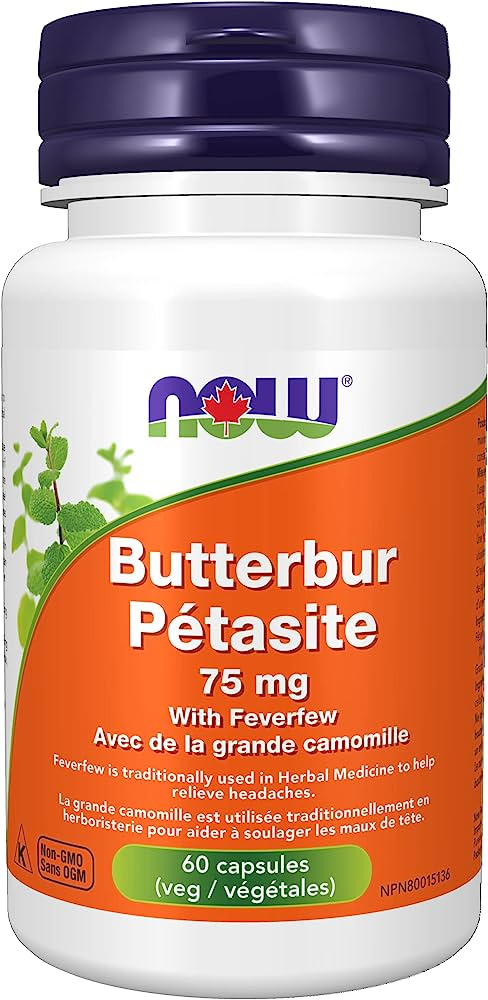 now®
Butterbur
Pétasite
75 mg
With Feverfew
Avec de la grande camomille
Feverfew is traditionally used in Herbal Medicine to help
relieve headaches.
La grande camomille est utilisée traditionnellement en
herboristerie pour aider à soulager les maux de tête.
K
Non-GMO
Sans OGM
60 capsules
(veg / végétales)
NPN80015136